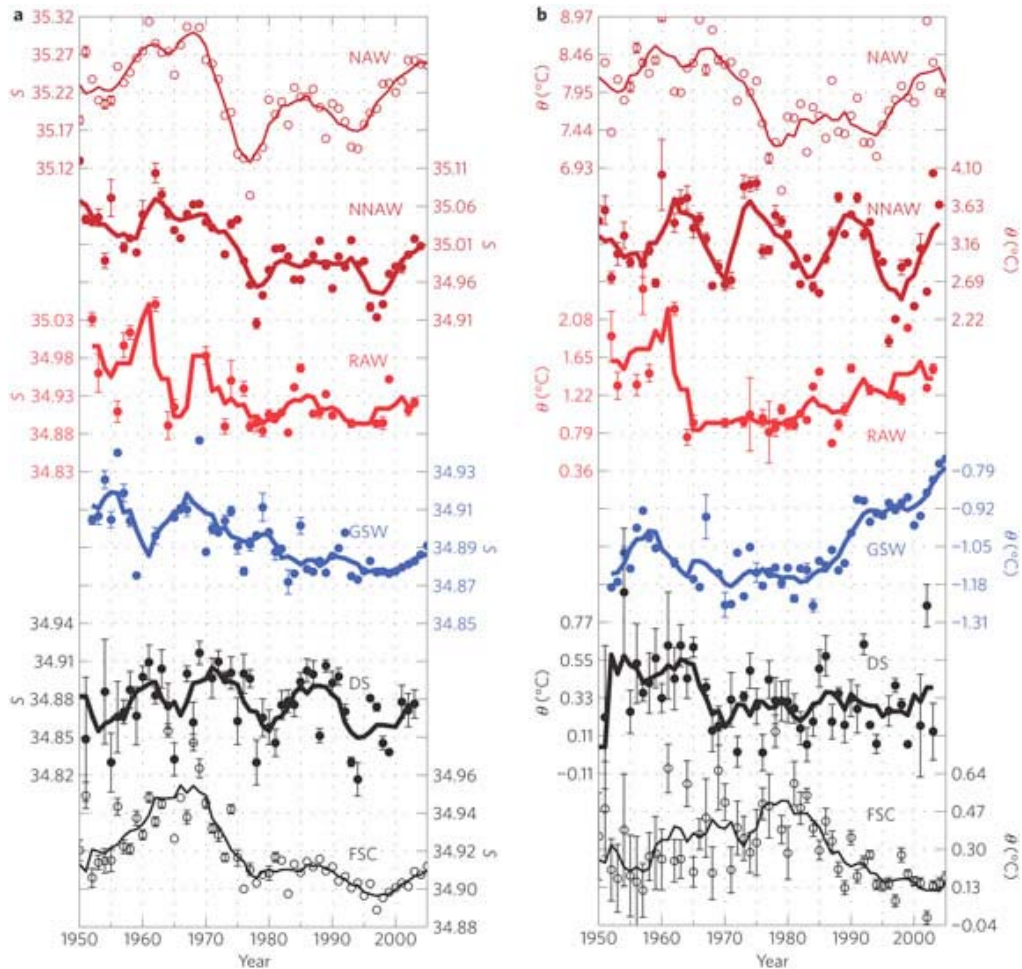 a
35.32
35.27
35.22
35.17
35.12
S
NAW
35.11
35.06
35.01
34.96
34.91
S
NNAW
35.03
34.98
34.93
34.88
34.83
S
RAW
34.93
34.91
34.89
34.87
34.85
S
GSW
34.94
34.91
34.88
34.85
34.82
S
DS
34.96
34.94
34.92
34.90
34.88
S
FSC
1950 1960 1970 1980 1990 2000
Year
b
8.97
8.46
7.95
7.44
6.93
θ (°C)
NAW
4.10
3.63
3.16
2.69
2.22
θ (°C)
NNAW
2.08
1.65
1.22
0.79
0.36
θ (°C)
RAW
−0.79
−0.92
−1.05
−1.18
−1.31
θ (°C)
GSW
0.77
0.55
0.33
0.11
−0.11
θ (°C)
DS
0.64
0.47
0.30
0.13
−0.04
θ (°C)
FSC
1950 1960 1970 1980 1990 2000
Year